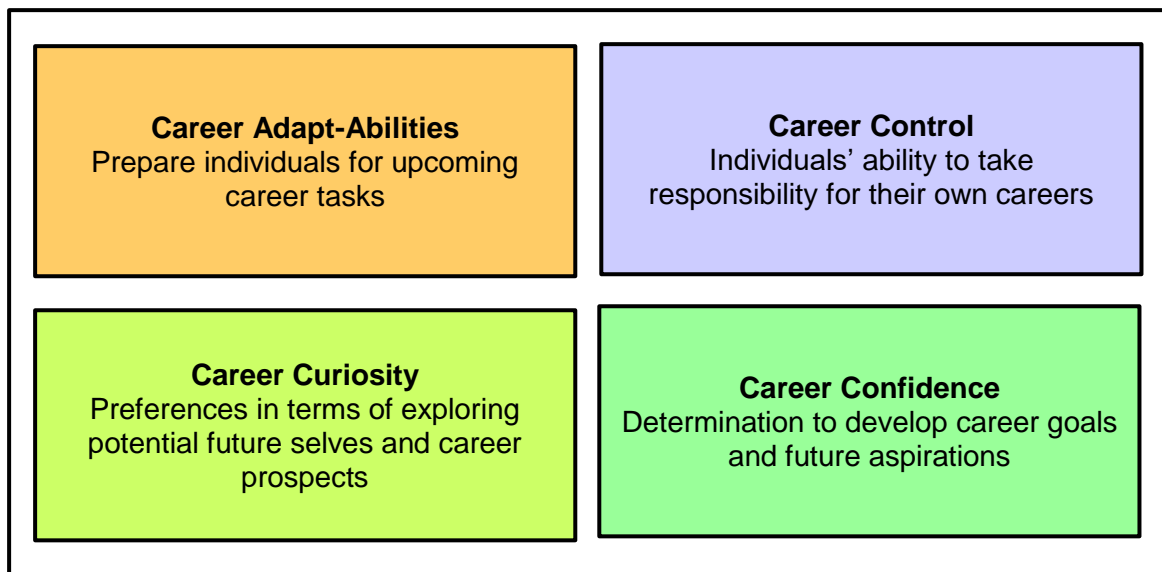 Career Adapt-Abilities
Prepare individuals for upcoming
career tasks
Career Control
Individuals’ ability to take
responsibility for their own careers
Career Curiosity
Preferences in terms of exploring
potential future selves and career
prospects
Career Confidence
Determination to develop career goals
and future aspirations